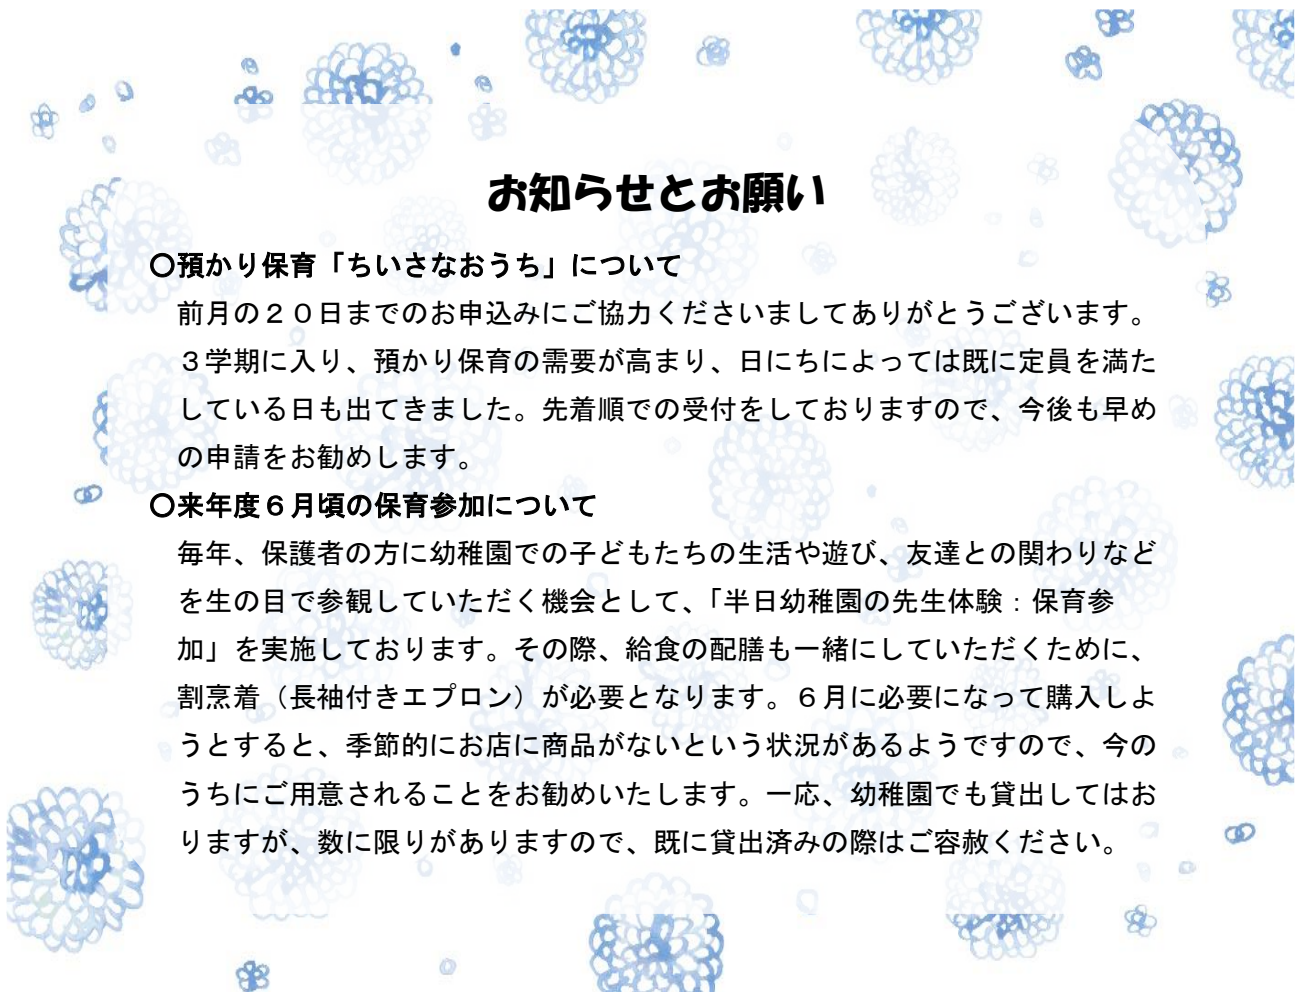 お知らせとお願い
〇預かり保育「ちいさなおうち」について
前月の２０日までのお申込みにご協力くださいましてありがとうございます。
３学期に入り、預かり保育の需要が高まり、日にちによっては既に定員を満た
している日も出てきました。先着順での受付をしておりますので、今後も早め
の申請をお勧めします。
〇来年度６月頃の保育参加について
毎年、保護者の方に幼稚園での子どもたちの生活や遊び、友達との関わりなど
を生の目で参観していただく機会として、「半日幼稚園の先生体験：保育参
加」を実施しております。その際、給食の配膳も一緒にしていただくために、
割烹着（長袖付きエプロン）が必要となります。６月に必要になって購入しよ
うとすると、季節的にお店に商品がないという状況があるようですので、今の
うちにご用意されることをお勧めいたします。一応、幼稚園でも貸出してはお
りますが、数に限りがありますので、既に貸出済みの際はご容赦ください。